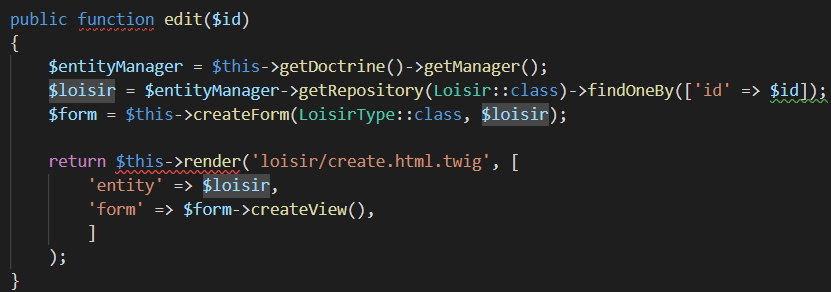 public function edit($id)
{
    $entityManager = $this->getDoctrine()->getManager();
    $loisir = $entityManager->getRepository(Loisir::class)->findOneBy(['id' => $id]);
    $form = $this->createForm(LoisirType::class, $loisir);

    return $this->render('loisir/create.html.twig', [
        'entity' => $loisir,
        'form' => $form->createView(),
        ]
    );
}